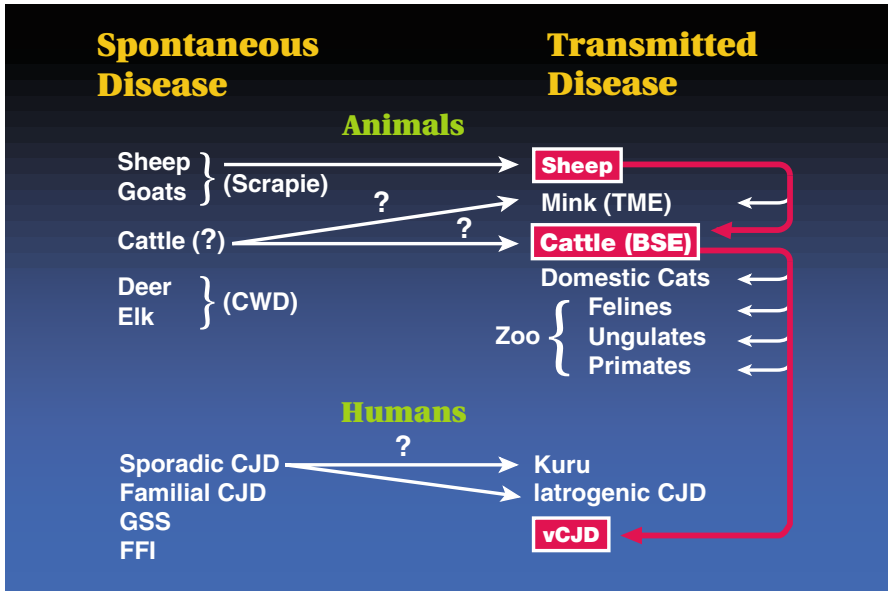 Spontaneous
Disease
Transmitted
Disease
Animals
Sheep
Goats
(Scrapie)
Sheep
?
Mink (TME)
Cattle (?)
?
Cattle (BSE)
Domestic Cats
Deer
Elk
(CWD)
Zoo
Felines
Ungulates
Primates
Humans
?
Sporadic CJD
Kuru
Familial CJD
Iatrogenic CJD
GSS
vCJD
FFI